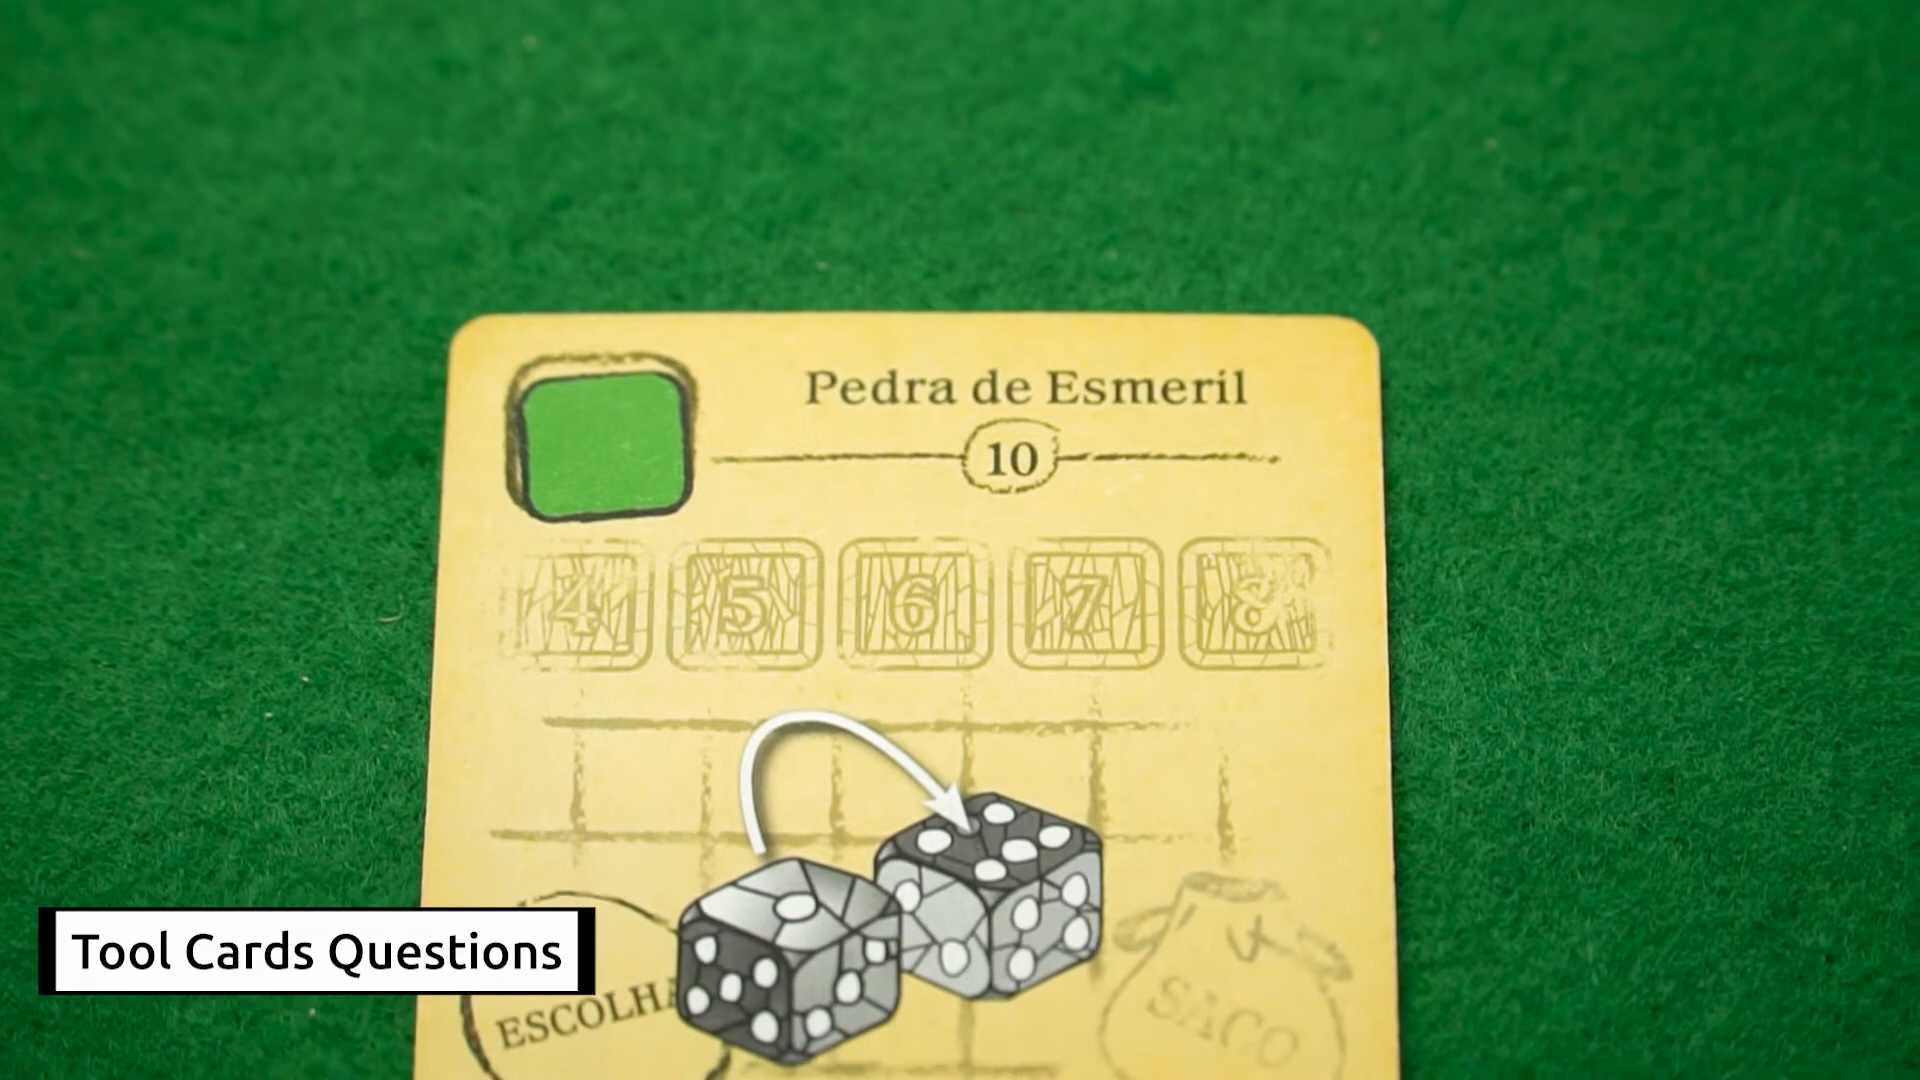 Pedra de Esmeril
10
4 5 6 7 8
Tool Cards Questions
ESCOLHA
SACO